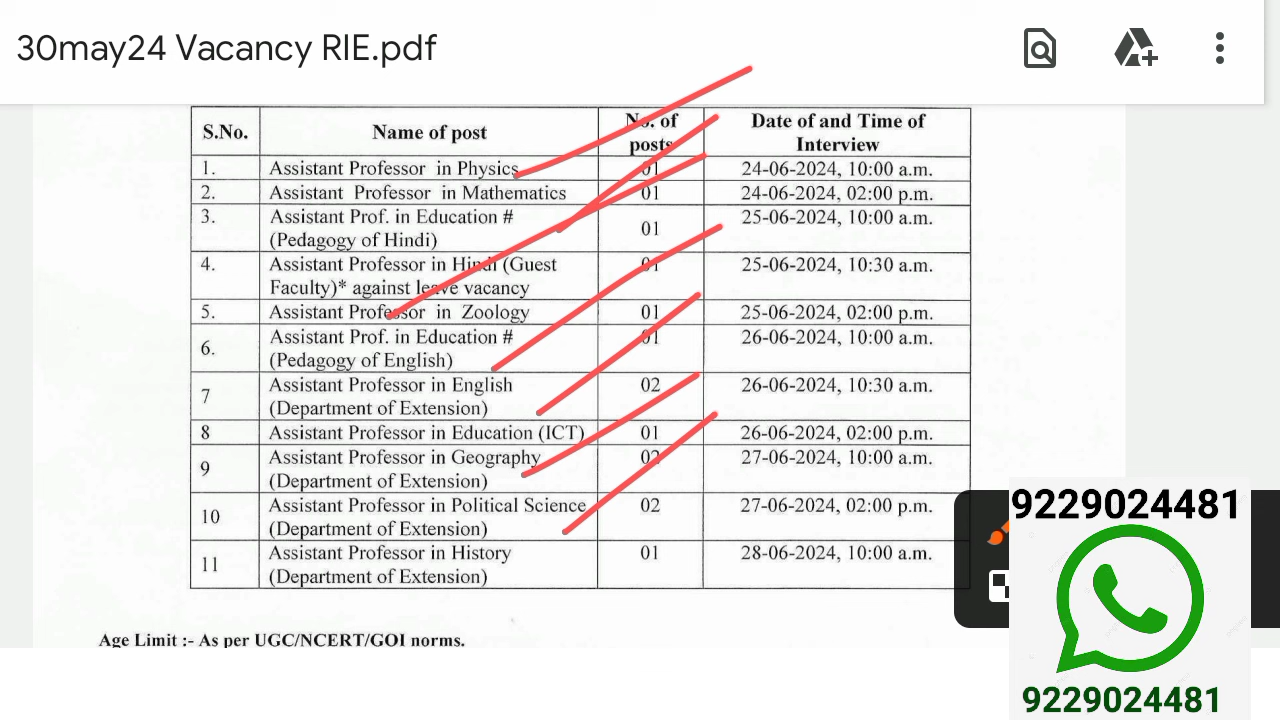 30may24 Vacancy RIE.pdf
S.No. Name of post No. of posts Date of and Time of Interview
1. Assistant Professor in Physics 01 24-06-2024, 10:00 a.m.
2. Assistant Professor in Mathematics 01 24-06-2024, 02:00 p.m.
3. Assistant Prof. in Education # 01 25-06-2024, 10:00 a.m.
(Pedagogy of Hindi)
4. Assistant Professor in Hindi (Guest 01 25-06-2024, 10:30 a.m.
Faculty)* against leave vacancy
5. Assistant Professor in Zoology 01 25-06-2024, 02:00 p.m.
6. Assistant Prof. in Education # 01 26-06-2024, 10:00 a.m.
(Pedagogy of English)
7 Assistant Professor in English 02 26-06-2024, 10:30 a.m.
(Department of Extension)
8 Assistant Professor in Education (ICT) 01 26-06-2024, 02:00 p.m.
9 Assistant Professor in Geography 02 27-06-2024, 10:00 a.m.
(Department of Extension)
10 Assistant Professor in Political Science 02 27-06-2024, 02:00 p.m.
(Department of Extension)
11 Assistant Professor in History 01 28-06-2024, 10:00 a.m.
(Department of Extension)
Age Limit :- As per UGC/NCERT/GOI norms.
9229024481
9229024481